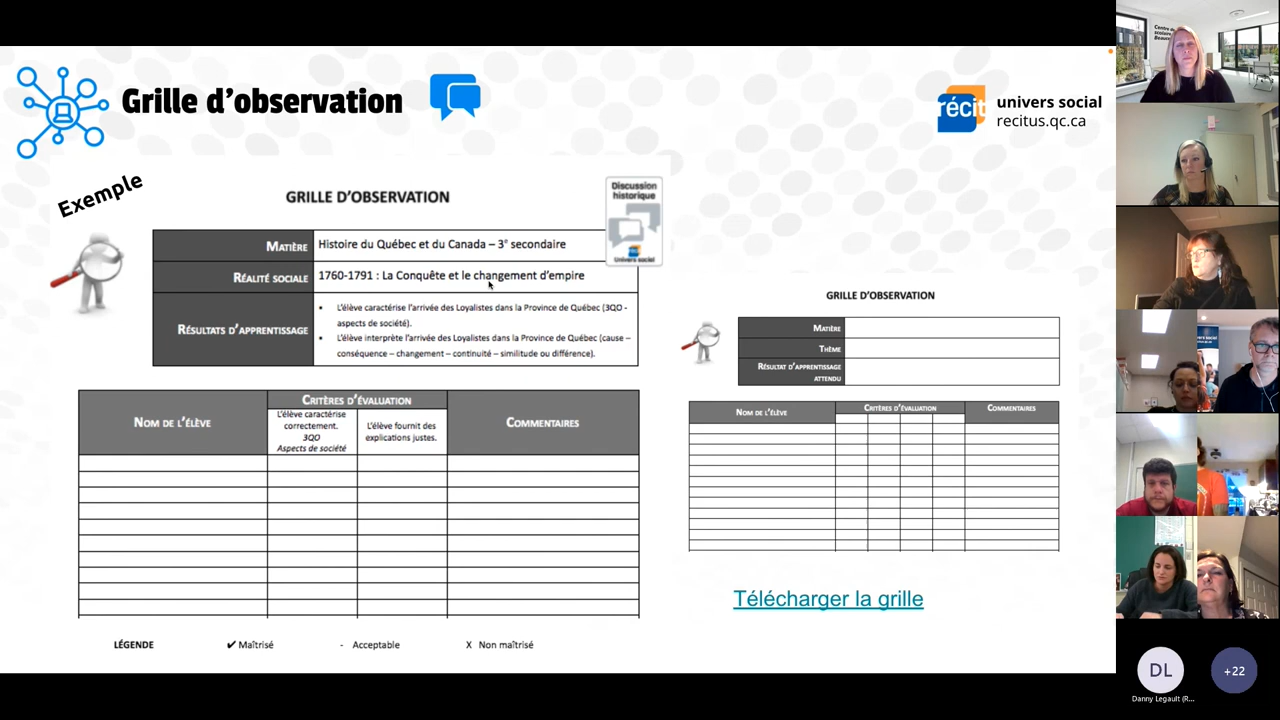 Grille d'observation
récit
univers social
recitus.qc.ca
Exemple
GRILLE D'OBSERVATION
Discussion
historique
Univers social
MATIÈRE
Histoire du Québec et du Canada – 3e secondaire
RÉALITÉ SOCIALE
1760-1791 : La Conquête et le changement d'empire
RÉSULTATS D'APPRENTISSAGE
▪ L'élève caractérise l'arrivée des Loyalistes dans la Province de Québec (3QO -
aspects de société).
▪ L'élève interprète l'arrivée des Loyalistes dans la Province de Québec (cause –
conséquence – changement – continuité – similitude ou différence).
NOM DE L'ÉLÈVE
CRITÈRES D'ÉVALUATION
L'élève caractérise
correctement.
3QO
Aspects de société
L'élève fournit des
explications justes.
COMMENTAIRES
LÉGENDE
✔ Maîtrisé
- Acceptable
X Non maîtrisé
GRILLE D'OBSERVATION
MATIÈRE
THÈME
RÉSULTAT D'APPRENTISSAGE
ATTENDU
NOM DE L'ÉLÈVE
CRITÈRES D'ÉVALUATION
COMMENTAIRES
Télécharger la grille
DL
Danny Legault (R...
+22